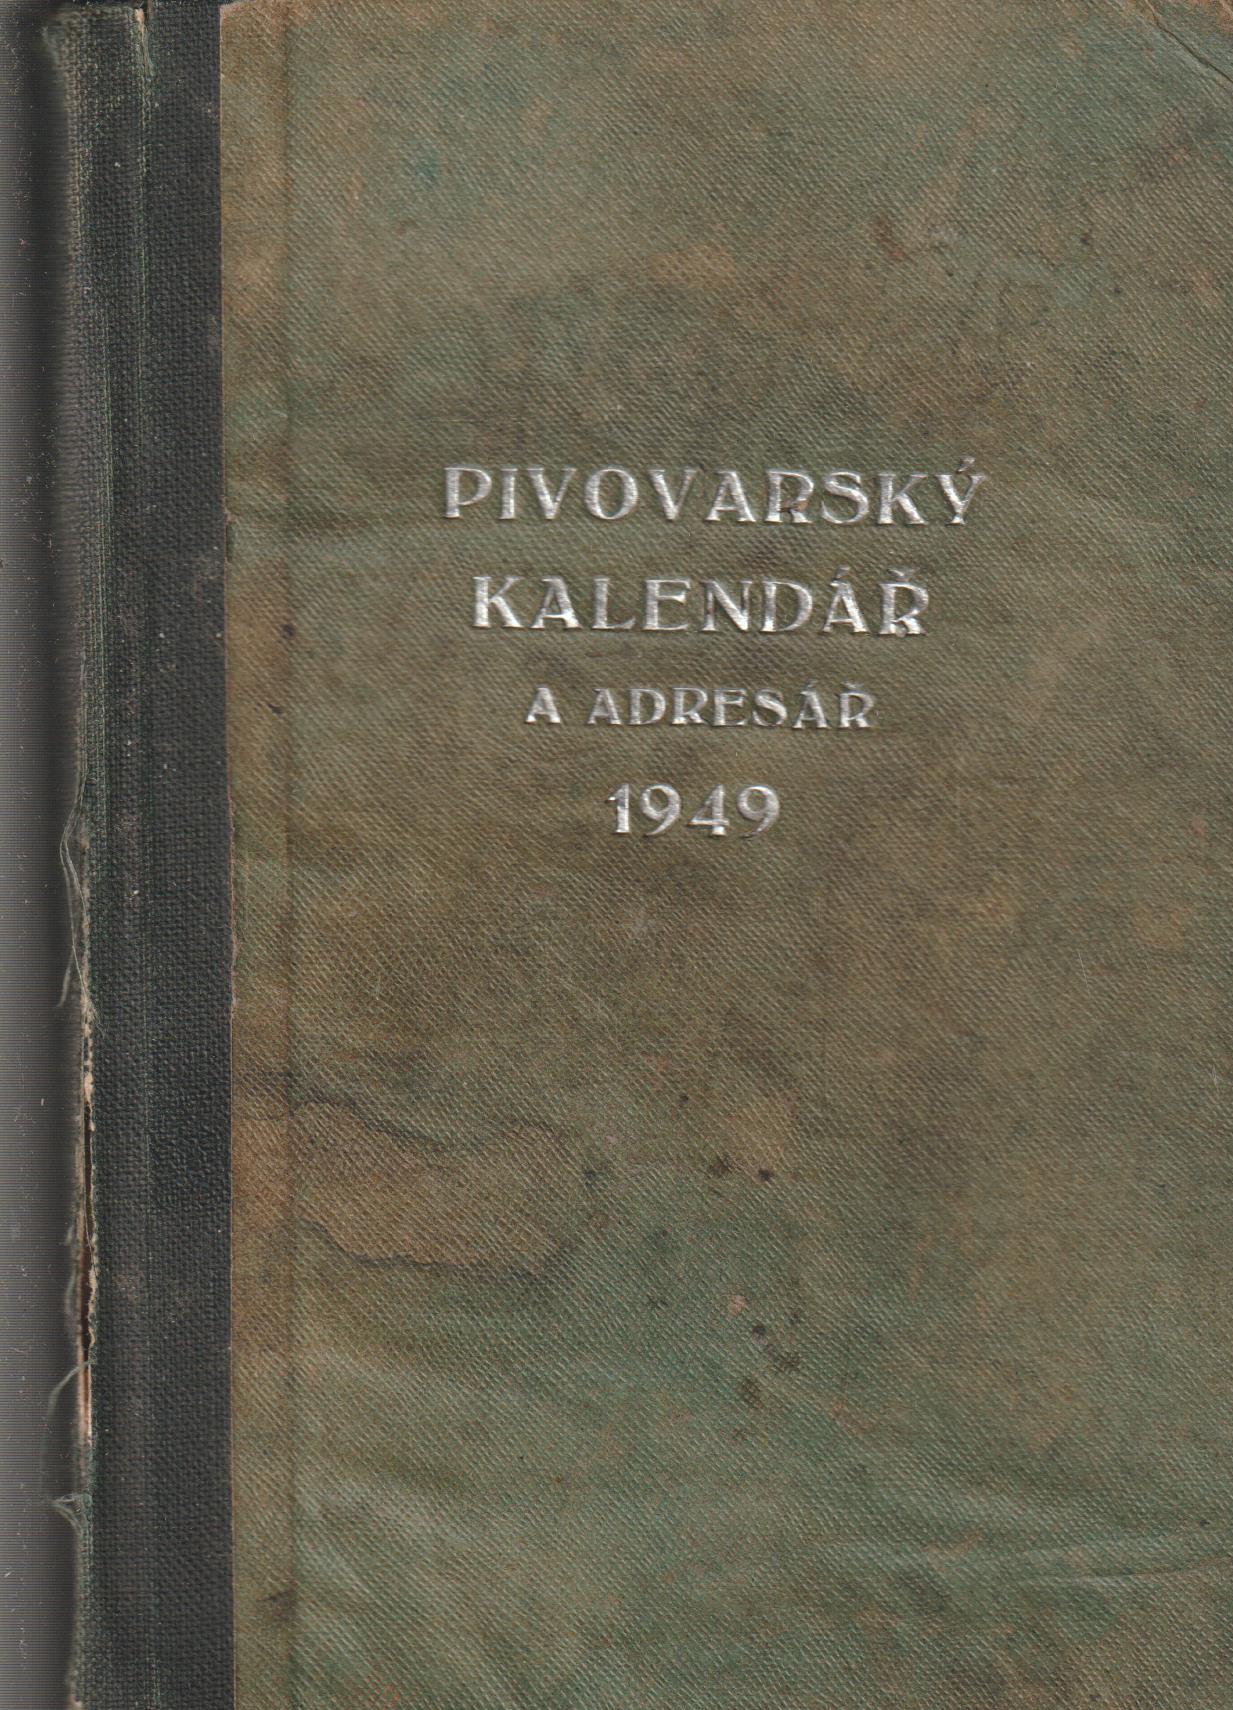 PIVOVARSKÝ
KALENDÁŘ
A ADRESÁŘ
1949